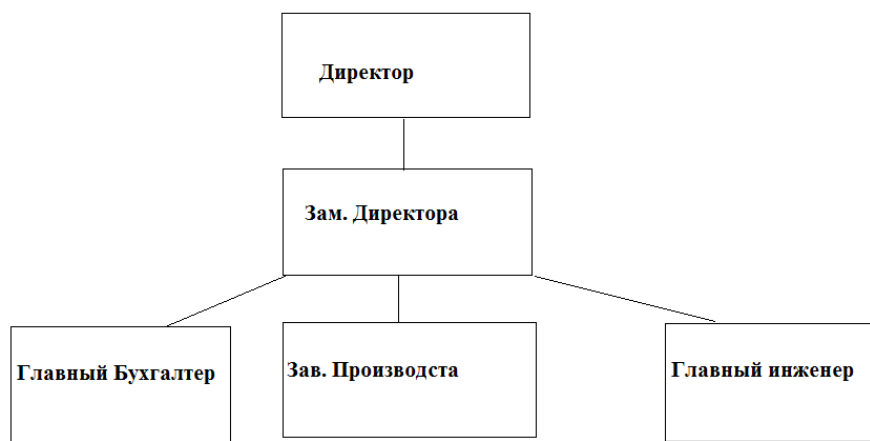 Директор
Зам. Директора
Главный Бухгалтер
Зав. Производста
Главный инженер